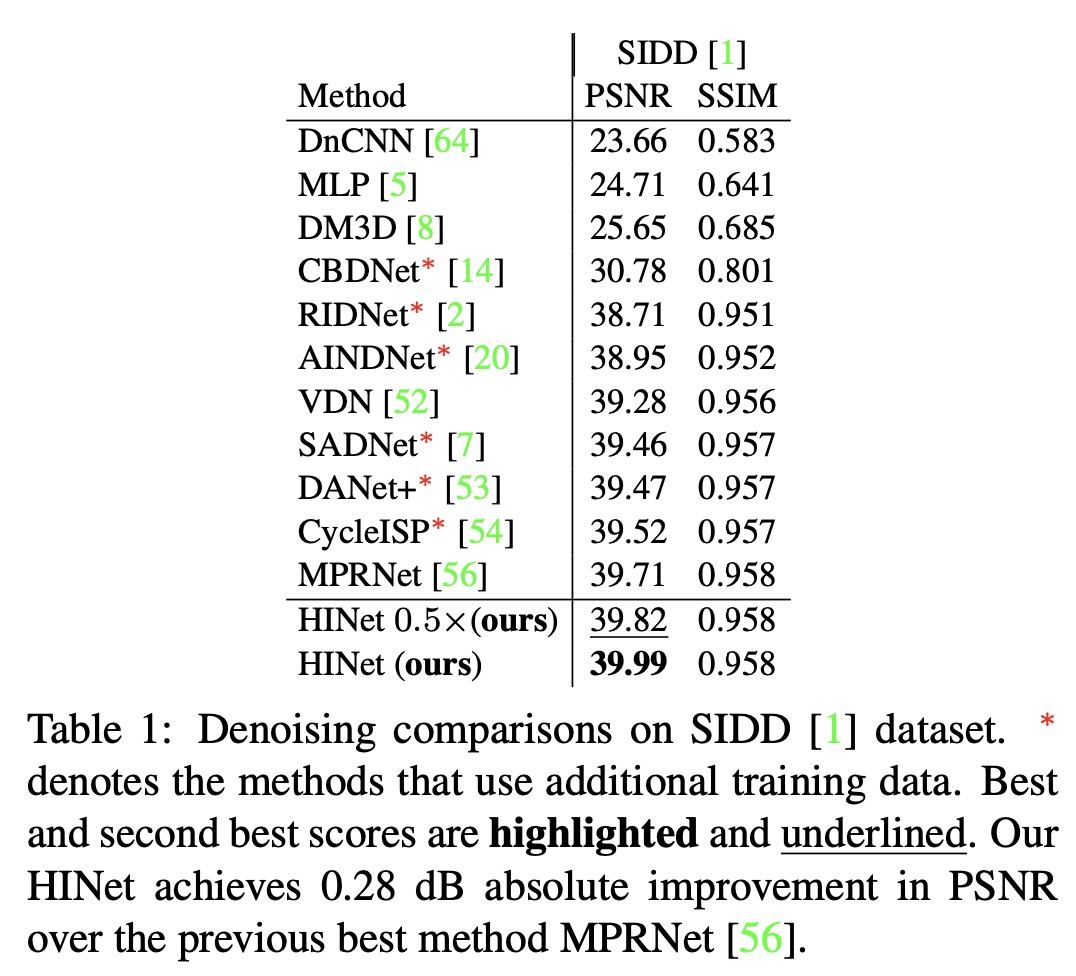 SIDD [1]
Method PSNR SSIM
DnCNN [64] 23.66 0.583
MLP [5] 24.71 0.641
DM3D [8] 25.65 0.685
CBDNet* [14] 30.78 0.801
RIDNet* [2] 38.71 0.951
AINDNet* [20] 38.95 0.952
VDN [52] 39.28 0.956
SADNet* [7] 39.46 0.957
DANet+* [53] 39.47 0.957
CycleISP* [54] 39.52 0.957
MPRNet [56] 39.71 0.958
HINet 0.5×(ours) 39.82 0.958
HINet (ours) 39.99 0.958
Table 1: Denoising comparisons on SIDD [1] dataset. *
denotes the methods that use additional training data. Best
and second best scores are highlighted and underlined. Our
HINet achieves 0.28 dB absolute improvement in PSNR
over the previous best method MPRNet [56].